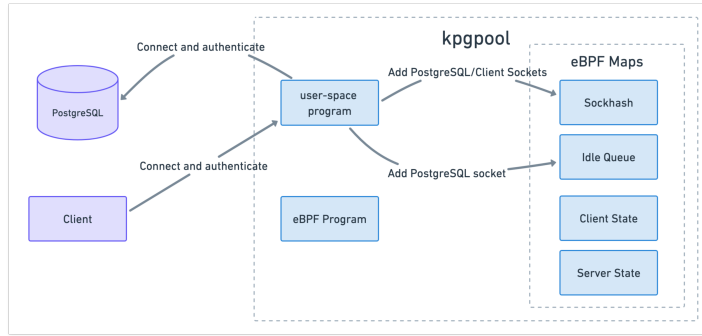 kpgpool
Connect and authenticate
eBPF Maps
Add PostgreSQL/Client Sockets
PostgreSQL
user-space
program
Sockhash
Idle Queue
Connect and authenticate
Add PostgreSQL socket
Client
eBPF Program
Client State
Server State